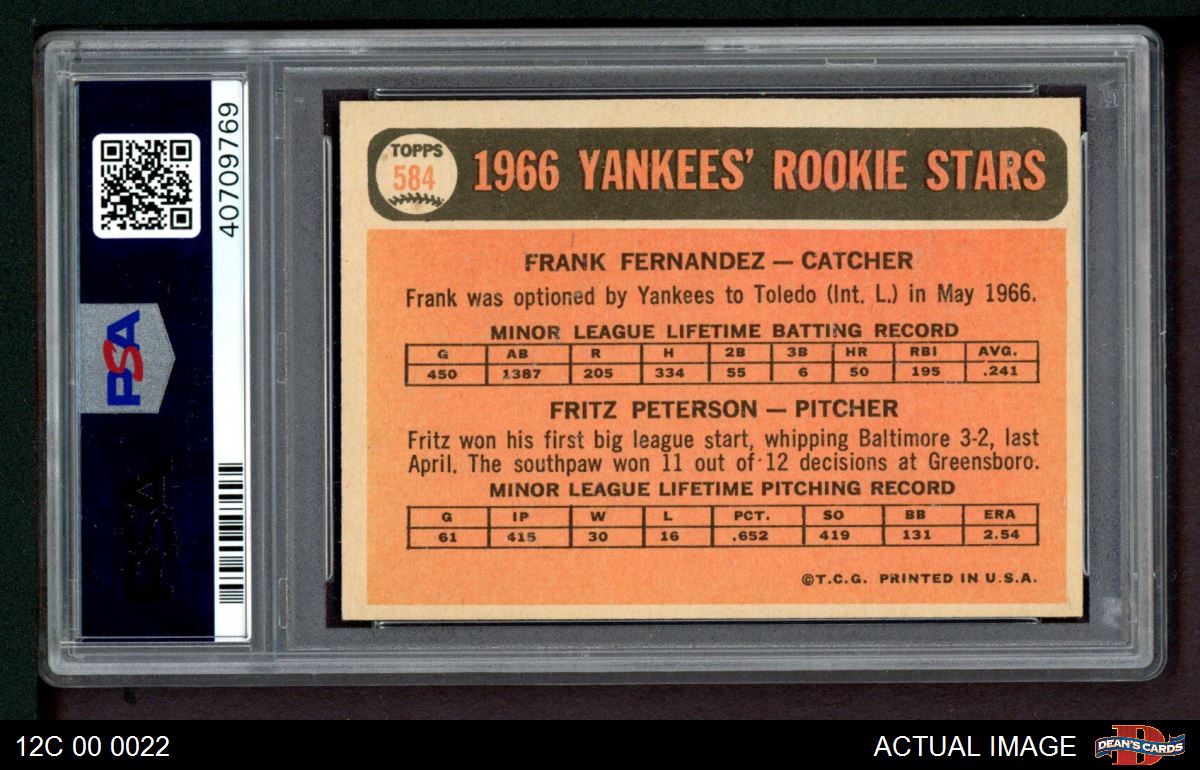 40709769
PSA
TOPPS
584
1966 YANKEES' ROOKIE STARS
FRANK FERNANDEZ — CATCHER
Frank was optioned by Yankees to Toledo (Int. L.) in May 1966.
MINOR LEAGUE LIFETIME BATTING RECORD
G AB R H 2B 3B HR RBI AVG.
450 1387 205 334 55 6 50 195 .241
FRITZ PETERSON — PITCHER
Fritz won his first big league start, whipping Baltimore 3-2, last
April. The southpaw won 11 out of 12 decisions at Greensboro.
MINOR LEAGUE LIFETIME PITCHING RECORD
G IP W L PCT. SO BB ERA
61 415 30 16 .652 419 131 2.54
©T.C.G. PRINTED IN U.S.A.
PSA
12C 00 0022
ACTUAL IMAGE
D
DEAN'S CARDS